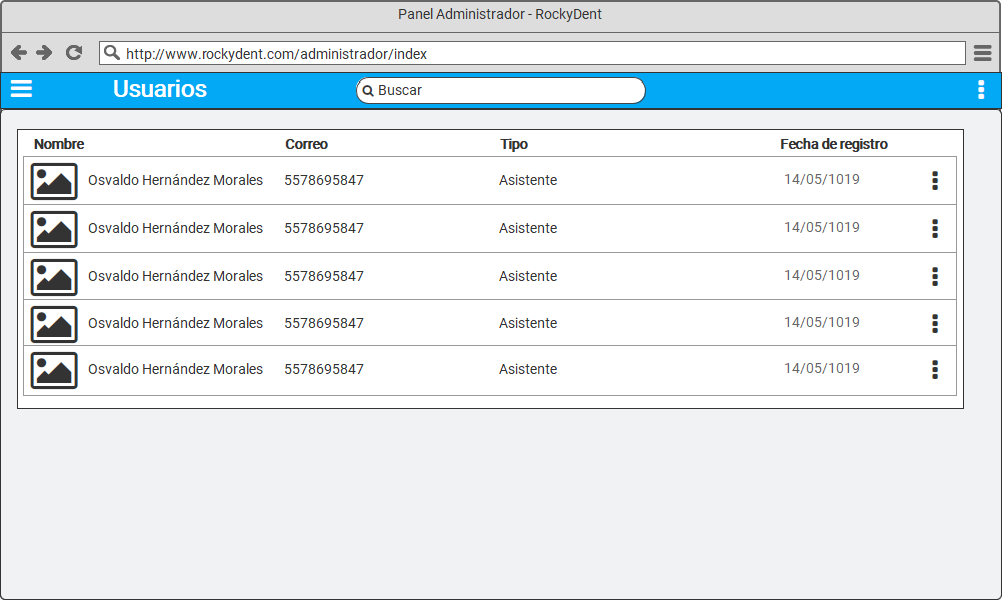 Panel Administrador - RockyDent
http://www.rockydent.com/administrador/index
Usuarios Buscar
Nombre Correo Tipo Fecha de registro
Osvaldo Hernández Morales 5578695847 Asistente 14/05/1019
Osvaldo Hernández Morales 5578695847 Asistente 14/05/1019
Osvaldo Hernández Morales 5578695847 Asistente 14/05/1019
Osvaldo Hernández Morales 5578695847 Asistente 14/05/1019
Osvaldo Hernández Morales 5578695847 Asistente 14/05/1019